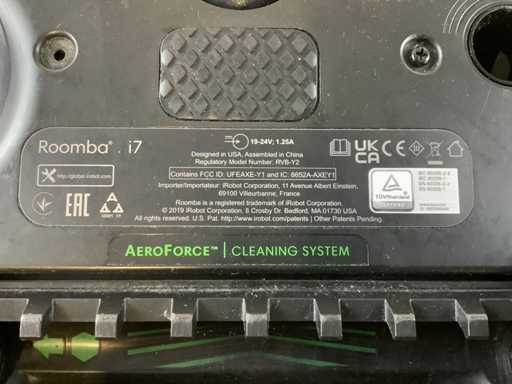 Roomba® . i7
19-24V; 1.25A
Designed in USA, Assembled in China
Regulatory Model Number: RVB-Y2
http://global.irobot.com
Contains FCC ID: UFEAXE-Y1 and IC: 6652A-AXEY1
Importer/Importateur: iRobot Corporation, 11 Avenue Albert Einstein,
69100 Villeurbanne, France
Roomba is a registered trademark of iRobot Corporation.
© 2019 iRobot Corporation, 8 Crosby Dr. Bedford, MA 01730 USA
All rights reserved. U.S. Pat. http://www.irobot.com/patents | Other Patents Pending.
UK
CA
EAC
TÜVRheinland
CERTIFIED
AEROFORCE™ | CLEANING SYSTEM